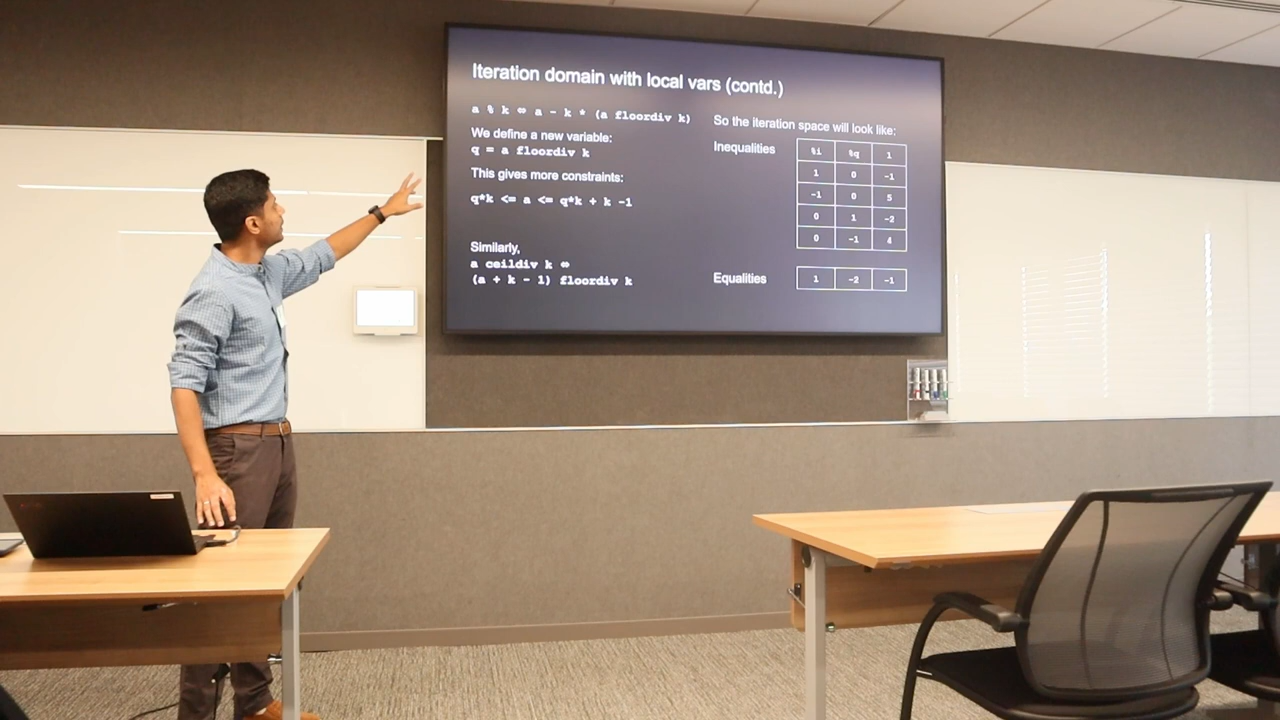 Iteration domain with local vars (contd.)
a % k ⇔ a - k * (a floordiv k)
We define a new variable:
q = a floordiv k
This gives more constraints:
q*k <= a <= q*k + k -1
Similarly,
a ceildiv k ⇔
(a + k - 1) floordiv k
So the iteration space will look like:
Inequalities
%i %q 1
1 0 -1
-1 0 5
0 1 -2
0 -1 4
Equalities
1 -2 -1